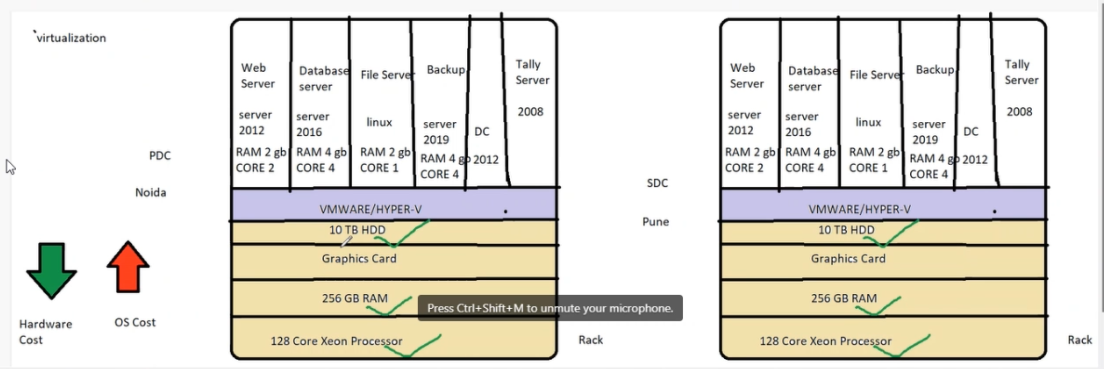 virtualization
PDC
Noida
Hardware
Cost
OS Cost
Web
Server
server
2012
RAM 2 gb
CORE 2
Database
server
server
2016
RAM 4 gb
CORE 4
File Server
linux
RAM 2 gb
CORE 1
Backup
server
2019
RAM 4 gb
CORE 4
DC
2012
Tally
Server
2008
VMWARE/HYPER-V
10 TB HDD
Graphics Card
256 GB RAM
128 Core Xeon Processor
Rack
Press Ctrl+Shift+M to unmute your microphone.
SDC
Pune
Web
Server
server
2012
RAM 2 gb
CORE 2
Database
server
server
2016
RAM 4 gb
CORE 4
File Server
linux
RAM 2 gb
CORE 1
Backup
server
2019
RAM 4 gb
CORE 4
DC
2012
Tally
Server
2008
VMWARE/HYPER-V
10 TB HDD
Graphics Card
256 GB RAM
128 Core Xeon Processor
Rack